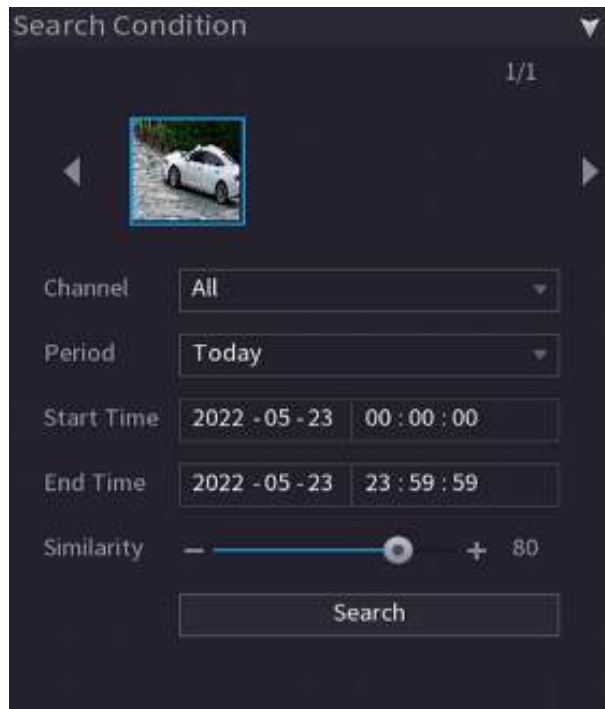 Search Condition
1/1
Channel All
Period Today
Start Time 2022 -05 -23 00 : 00 : 00
End Time 2022 -05 -23 23 : 59 : 59
Similarity − + 80
Search